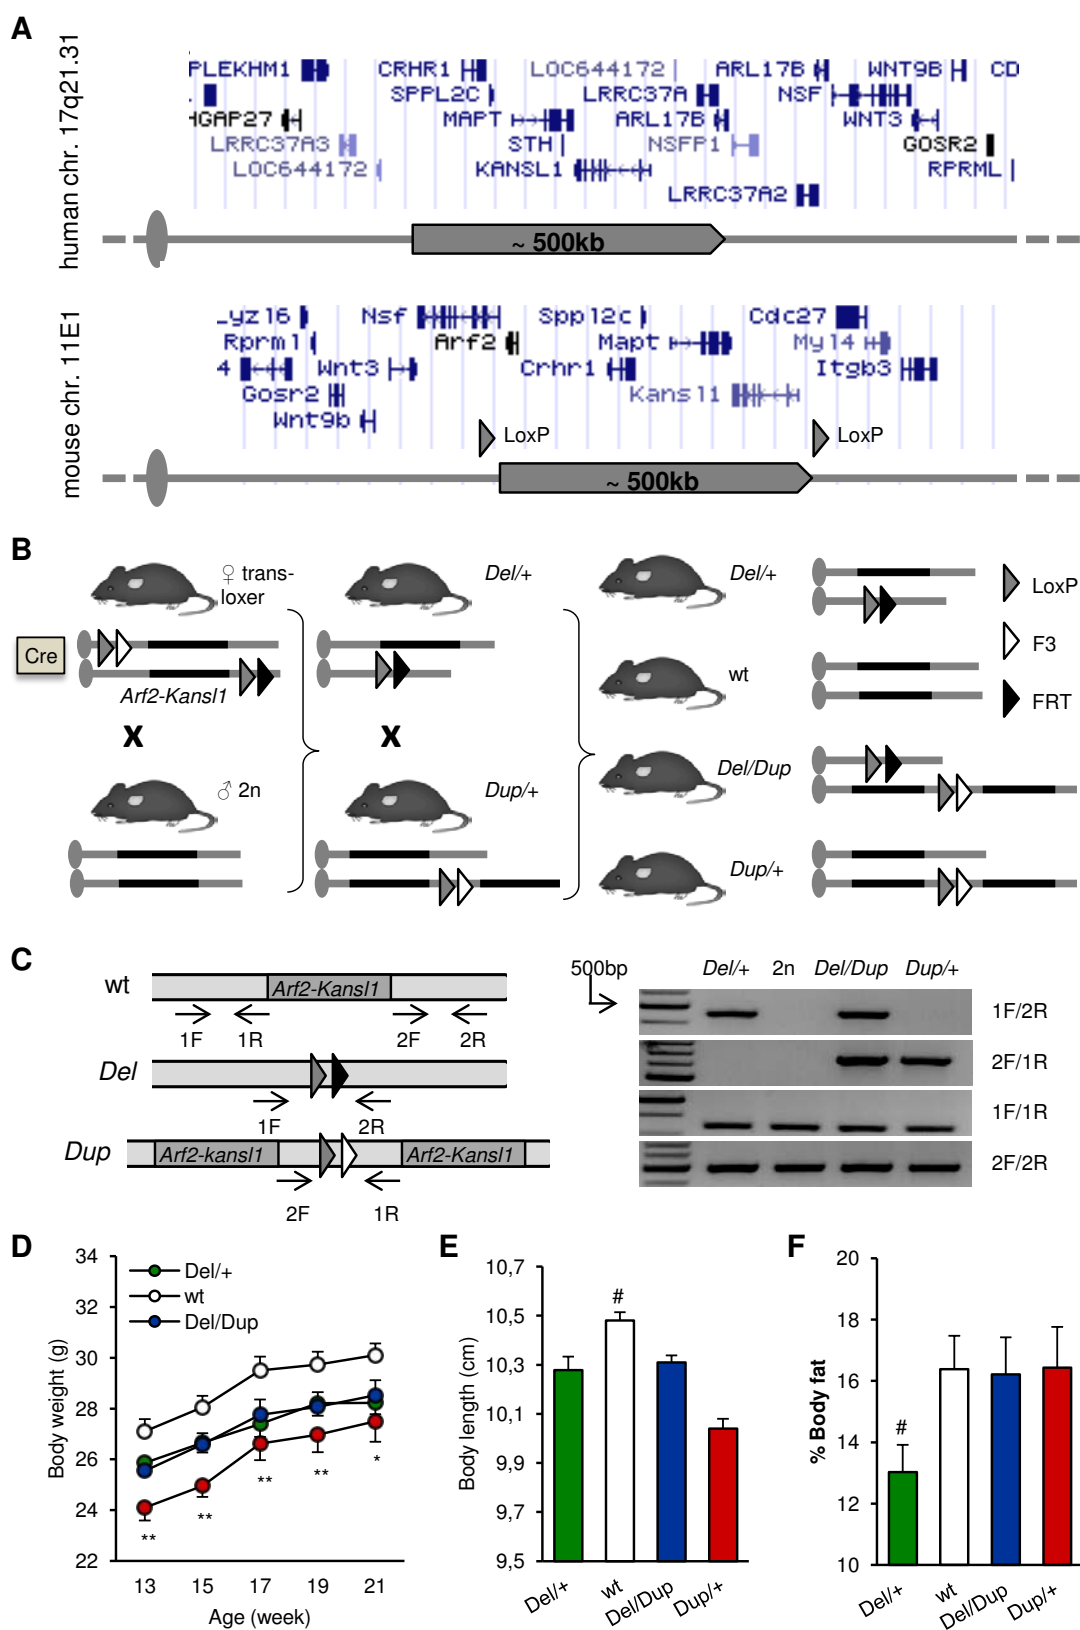 A
human chr. 17q21.31
PLEKHM1 CRHR1 LOC644172 ARL17B WNT9B CD
SPPL2C LRRC37A NSF
HGAP27 MAPT ARL17B WNT3
LRRC37A3 STH NSFP1 GOSR2
LOC644172 KANSL1 RPRML
LRRC37A2
~ 500kb
mouse chr. 11E1
_yzl6 Nsf Sppl2c Cdc27
Rprml Arf2 Mapt Myl4
4 Wnt3 Crhr1 Itgb3
Gosr2 Kansl1
Wnt9b
LoxP LoxP
~ 500kb
B
♀ trans-
loxer
Del/+
Del/+
LoxP
Cre
F3
wt
Arf2-Kansl1
FRT
X X
Del/Dup
♂ 2n
Dup/+
Dup/+
C
500bp
Del/+ 2n Del/Dup Dup/+
wt
Arf2-Kansl1
1F/2R
1F 1R 2F 2R
2F/1R
Del
1F/1R
1F 2R
Dup
Arf2-kansl1 Arf2-Kansl1
2F/2R
2F 1R
D
34
32
30
28
26
24
22
Body weight (g)
Del/+
wt
Del/Dup
** ** ** ** *
13 15 17 19 21
Age (week)
E
10,7
10,5
10,3
10,1
9,9
9,7
9,5
Body length (cm)
#
Del/+ wt Del/Dup Dup/+
F
20
18
16
14
12
10
% Body fat
#
Del/+ wt Del/Dup Dup/+